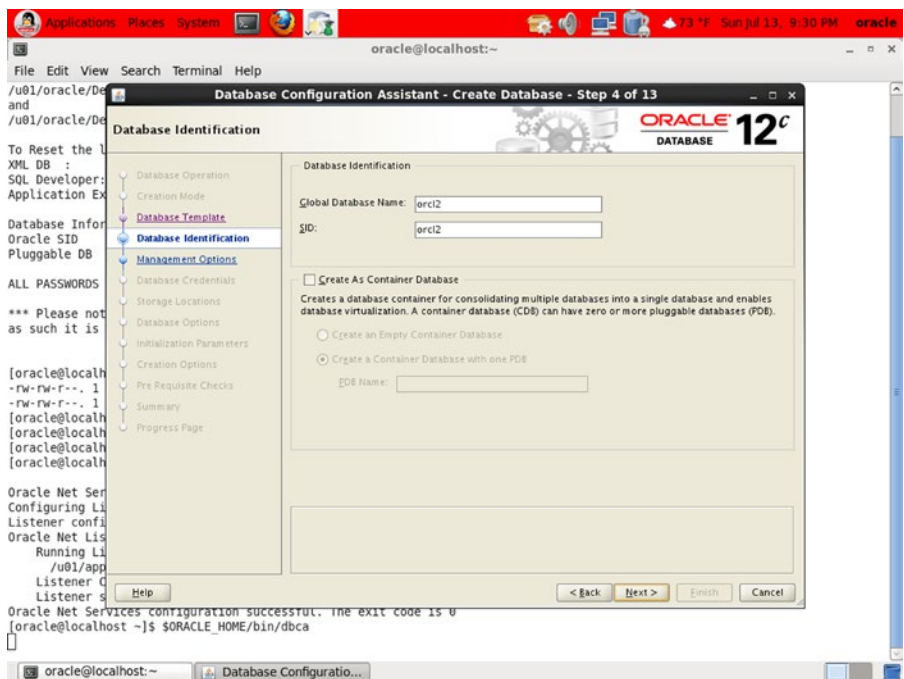 Applications Places System 73 °F Sun Jul 13, 9:30 PM oracle
oracle@localhost:~
File Edit View Search Terminal Help
/u01/oracle/De
and
/u01/oracle/De
To Reset the l
XML DB :
SQL Developer:
Application Ex
Database Infor
Oracle SID
Pluggable DB
ALL PASSWORDS
*** Please not
as such it is
[oracle@localh
-rw-rw-r--. 1
-rw-rw-r--. 1
[oracle@localh
[oracle@localh
[oracle@localh
[oracle@localh
Oracle Net Ser
Configuring Li
Listener confi
Oracle Net Lis
Running Li
/u01/app
Listener C
Listener s
Oracle Net Services configuration successful. The exit code is 0
[oracle@localhost ~]$ $ORACLE_HOME/bin/dbca
Database Configuration Assistant - Create Database - Step 4 of 13
Database Identification
ORACLE DATABASE 12c
Database Operation
Creation Mode
Database Template
Database Identification
Management Options
Database Credentials
Storage Locations
Database Options
Initialization Parameters
Creation Options
Pre Requisite Checks
Summary
Progress Page
Database Identification
Global Database Name: orcl2
SID: orcl2
Create As Container Database
Creates a database container for consolidating multiple databases into a single database and enables
database virtualization. A container database (CDB) can have zero or more pluggable databases (PDB).
Create an Empty Container Database
Create a Container Database with one PDB
PDB Name:
Help < Back Next > Finish Cancel
oracle@localhost:~ Database Configuratio...